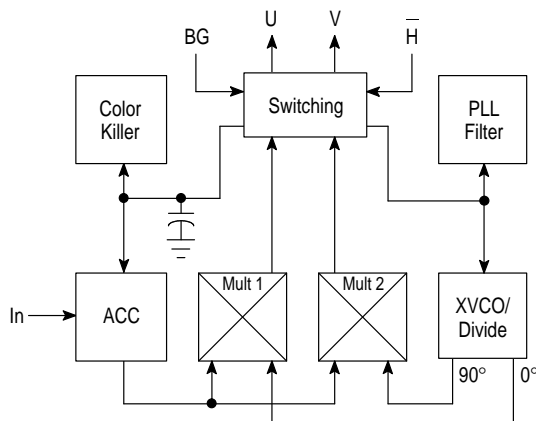 U
V
BG
H̅
Color
Killer
Switching
PLL
Filter
In
ACC
Mult 1
Mult 2
XVCO/
Divide
90°
0°